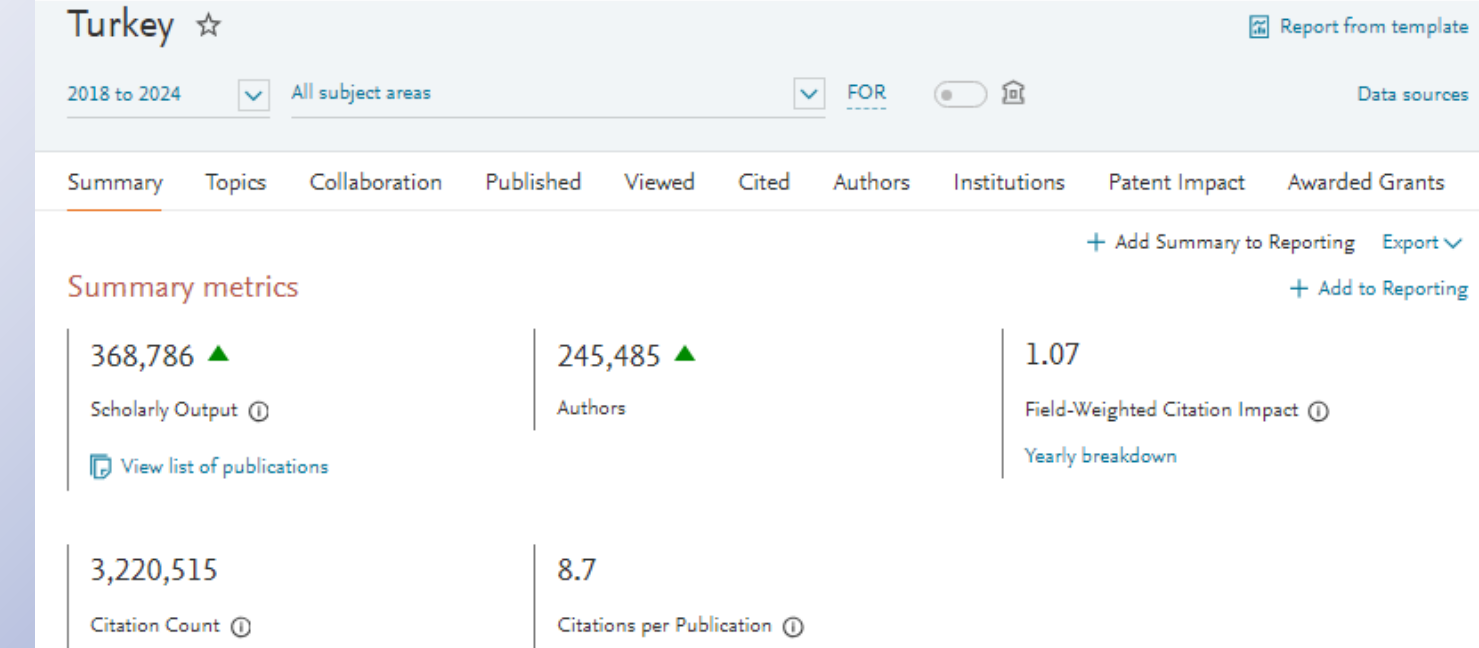 Turkey
Report from template
2018 to 2024
All subject areas
FOR
Data sources
Summary
Topics
Collaboration
Published
Viewed
Cited
Authors
Institutions
Patent Impact
Awarded Grants
+ Add Summary to Reporting
Export
Summary metrics
+ Add to Reporting
368,786
Scholarly Output
View list of publications
245,485
Authors
1.07
Field-Weighted Citation Impact
Yearly breakdown
3,220,515
Citation Count
8.7
Citations per Publication